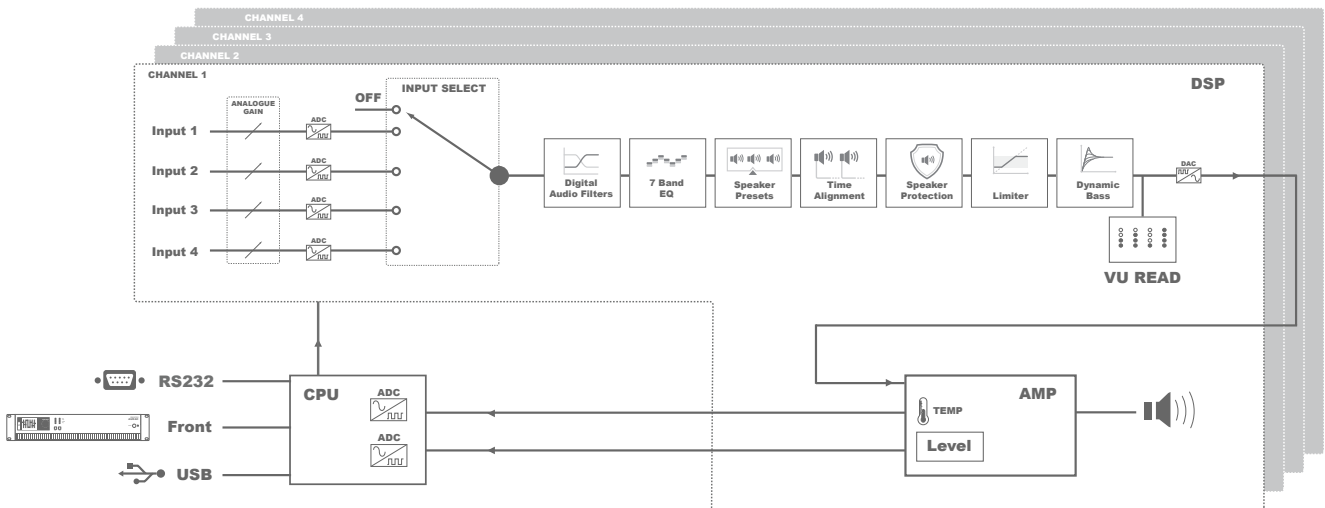 CHANNEL 4
CHANNEL 3
CHANNEL 2
CHANNEL 1
DSP
ANALOGUE
GAIN
INPUT SELECT
OFF
Input 1
ADC
Input 2
ADC
Input 3
ADC
Input 4
ADC
Digital
Audio Filters
7 Band
EQ
Speaker
Presets
Time
Alignment
Speaker
Protection
Limiter
Dynamic
Bass
DAC
VU READ
RS232
Front
USB
CPU
ADC
ADC
AMP
TEMP
Level